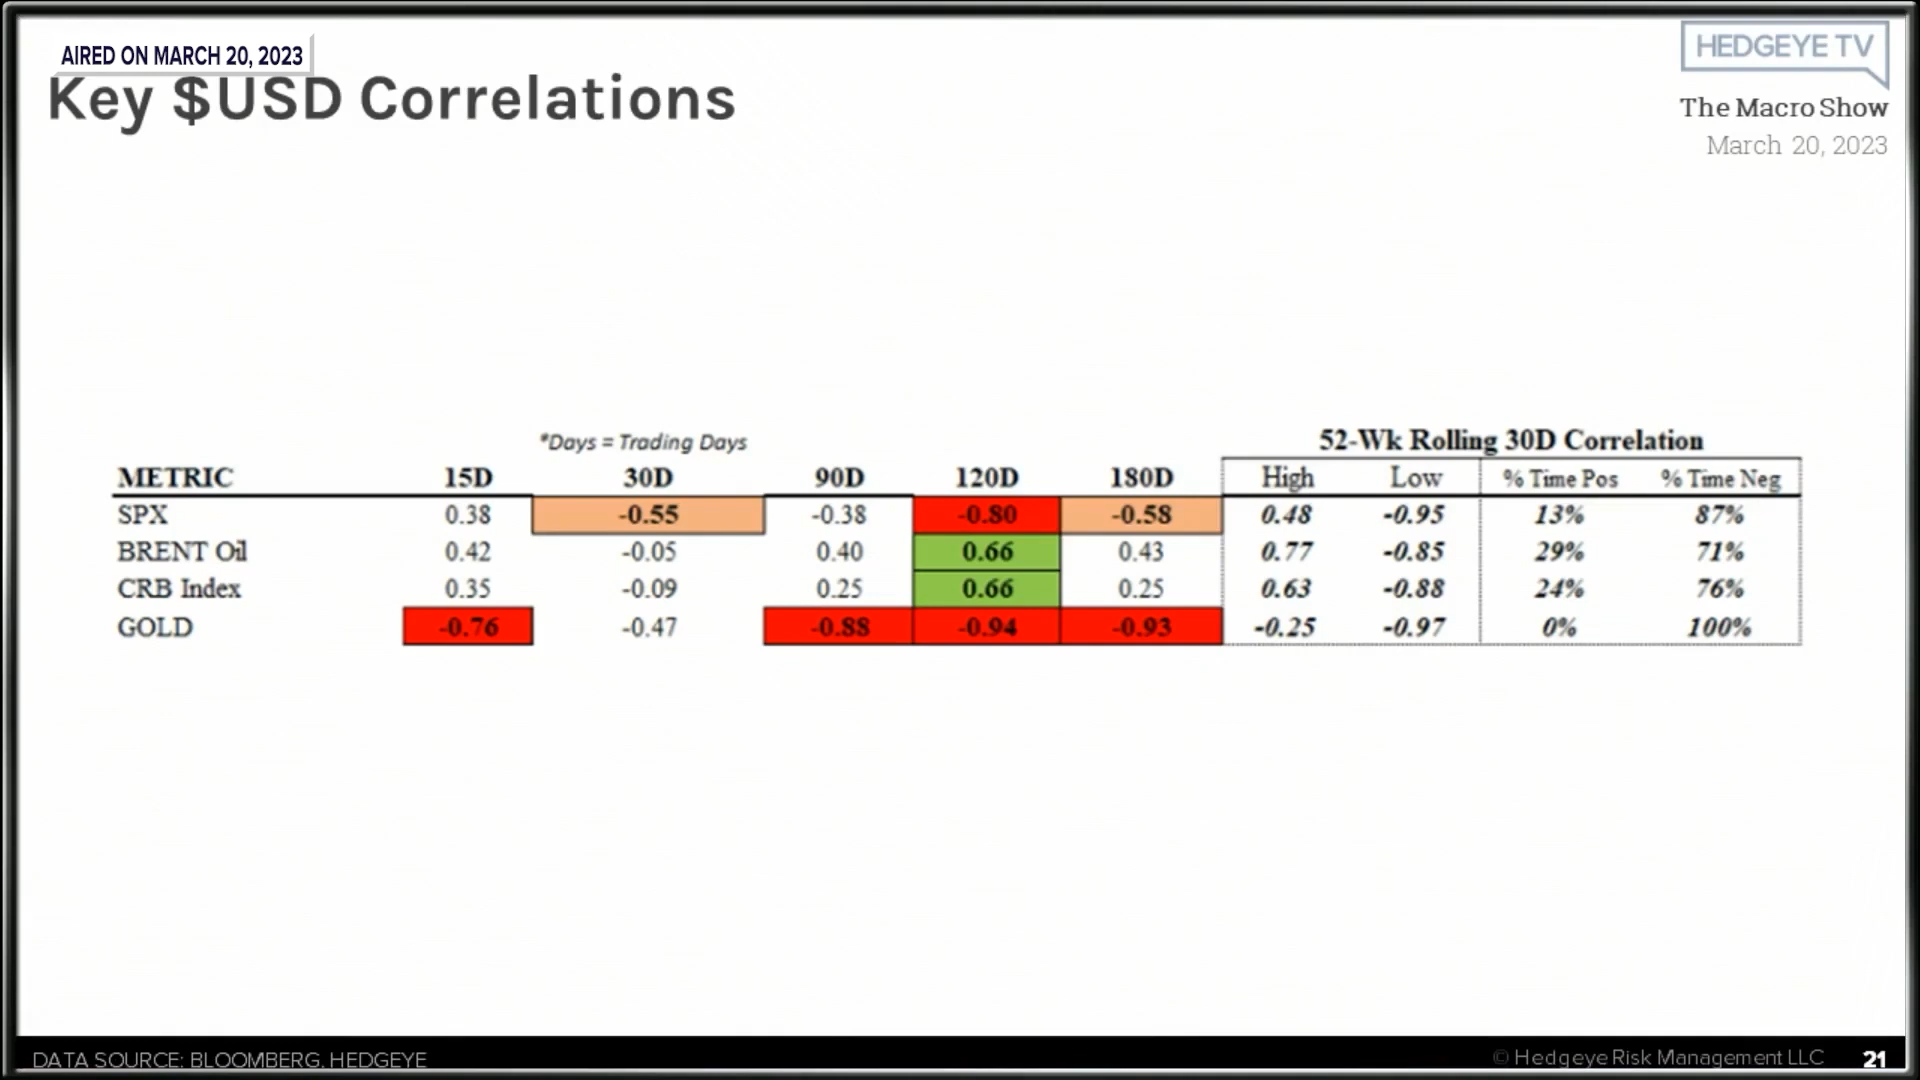 AIRED ON MARCH 20, 2023
HEDGEYE TV
Key $USD Correlations
The Macro Show
March 20, 2023
*Days = Trading Days
52-Wk Rolling 30D Correlation
METRIC 15D 30D 90D 120D 180D High Low % Time Pos % Time Neg
SPX 0.38 -0.55 -0.38 -0.80 -0.58 0.48 -0.95 13% 87%
BRENT Oil 0.42 -0.05 0.40 0.66 0.43 0.77 -0.85 29% 71%
CRB Index 0.35 -0.09 0.25 0.66 0.25 0.63 -0.88 24% 76%
GOLD -0.76 -0.47 -0.88 -0.94 -0.93 -0.25 -0.97 0% 100%
DATA SOURCE: BLOOMBERG, HEDGEYE
© Hedgeye Risk Management LLC 21